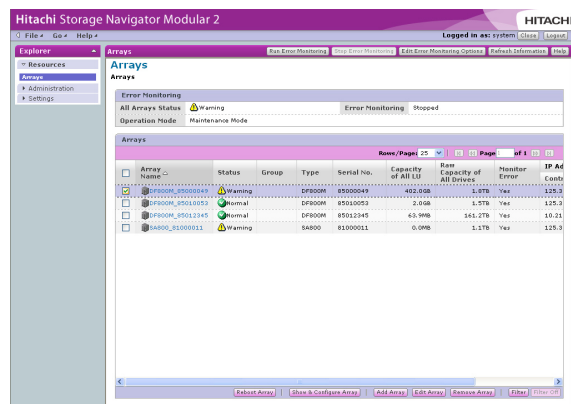 Hitachi Storage Navigator Modular 2
HITACHI
File Go Help
Logged in as: system Close Logout
Explorer
Arrays
Run Error Monitoring Stop Error Monitoring Edit Error Monitoring Options Refresh Information Help
Resources
Arrays
Administration
Settings
Arrays
Arrays
Error Monitoring
All Arrays Status Warning Error Monitoring Stopped
Operation Mode Maintenance Mode
Arrays
Rows/Page: 25 Page 1 of 1
Array Name Status Group Type Serial No. Capacity of All LU Raw Capacity of All Drives Monitor Error IP Ad
Contr
DF800M_85000049 Warning DF800M 85000049 402.0GB 1.8TB Yes 125.3
DF800M_85010053 Normal DF800M 85010053 2.0GB 1.5TB Yes 125.3
DF800M_85012345 Normal DF800M 85012345 63.9MB 161.2TB Yes 10.21
SA800_81000011 Warning SA800 81000011 0.0MB 1.1TB Yes 125.3
Reboot Array Show & Configure Array Add Array Edit Array Remove Array Filter Filter Off